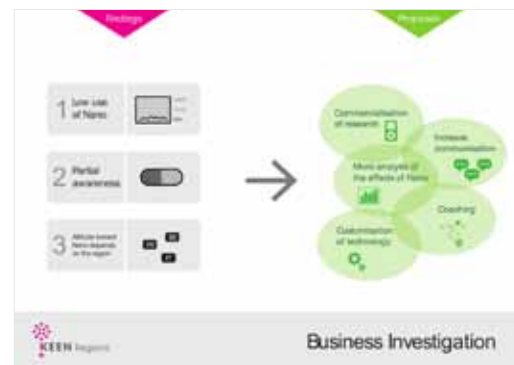 Findings
Proposals
1 Low use
of Nano
2 Partial
awareness
3 Attitude toward
Nano depends
on the region
Commercialisation
of research
Increase
communication
More analysis of
the effects of Nano
Coaching
Customisation
of technology
KEEN Regions
Business Investigation